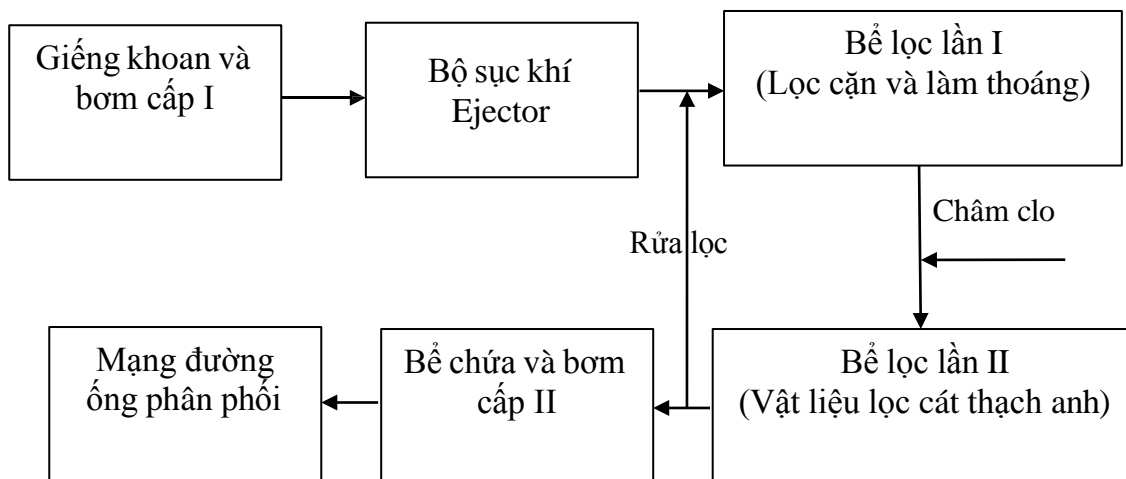 Giếng khoan và
bơm cấp I
Bộ sục khí
Ejector
Bể lọc lần I
(Lọc cặn và làm thoáng)
Châm clo
Rửa lọc
Mạng đường
ống phân phối
Bể chứa và bơm
cấp II
Bể lọc lần II
(Vật liệu lọc cát thạch anh)